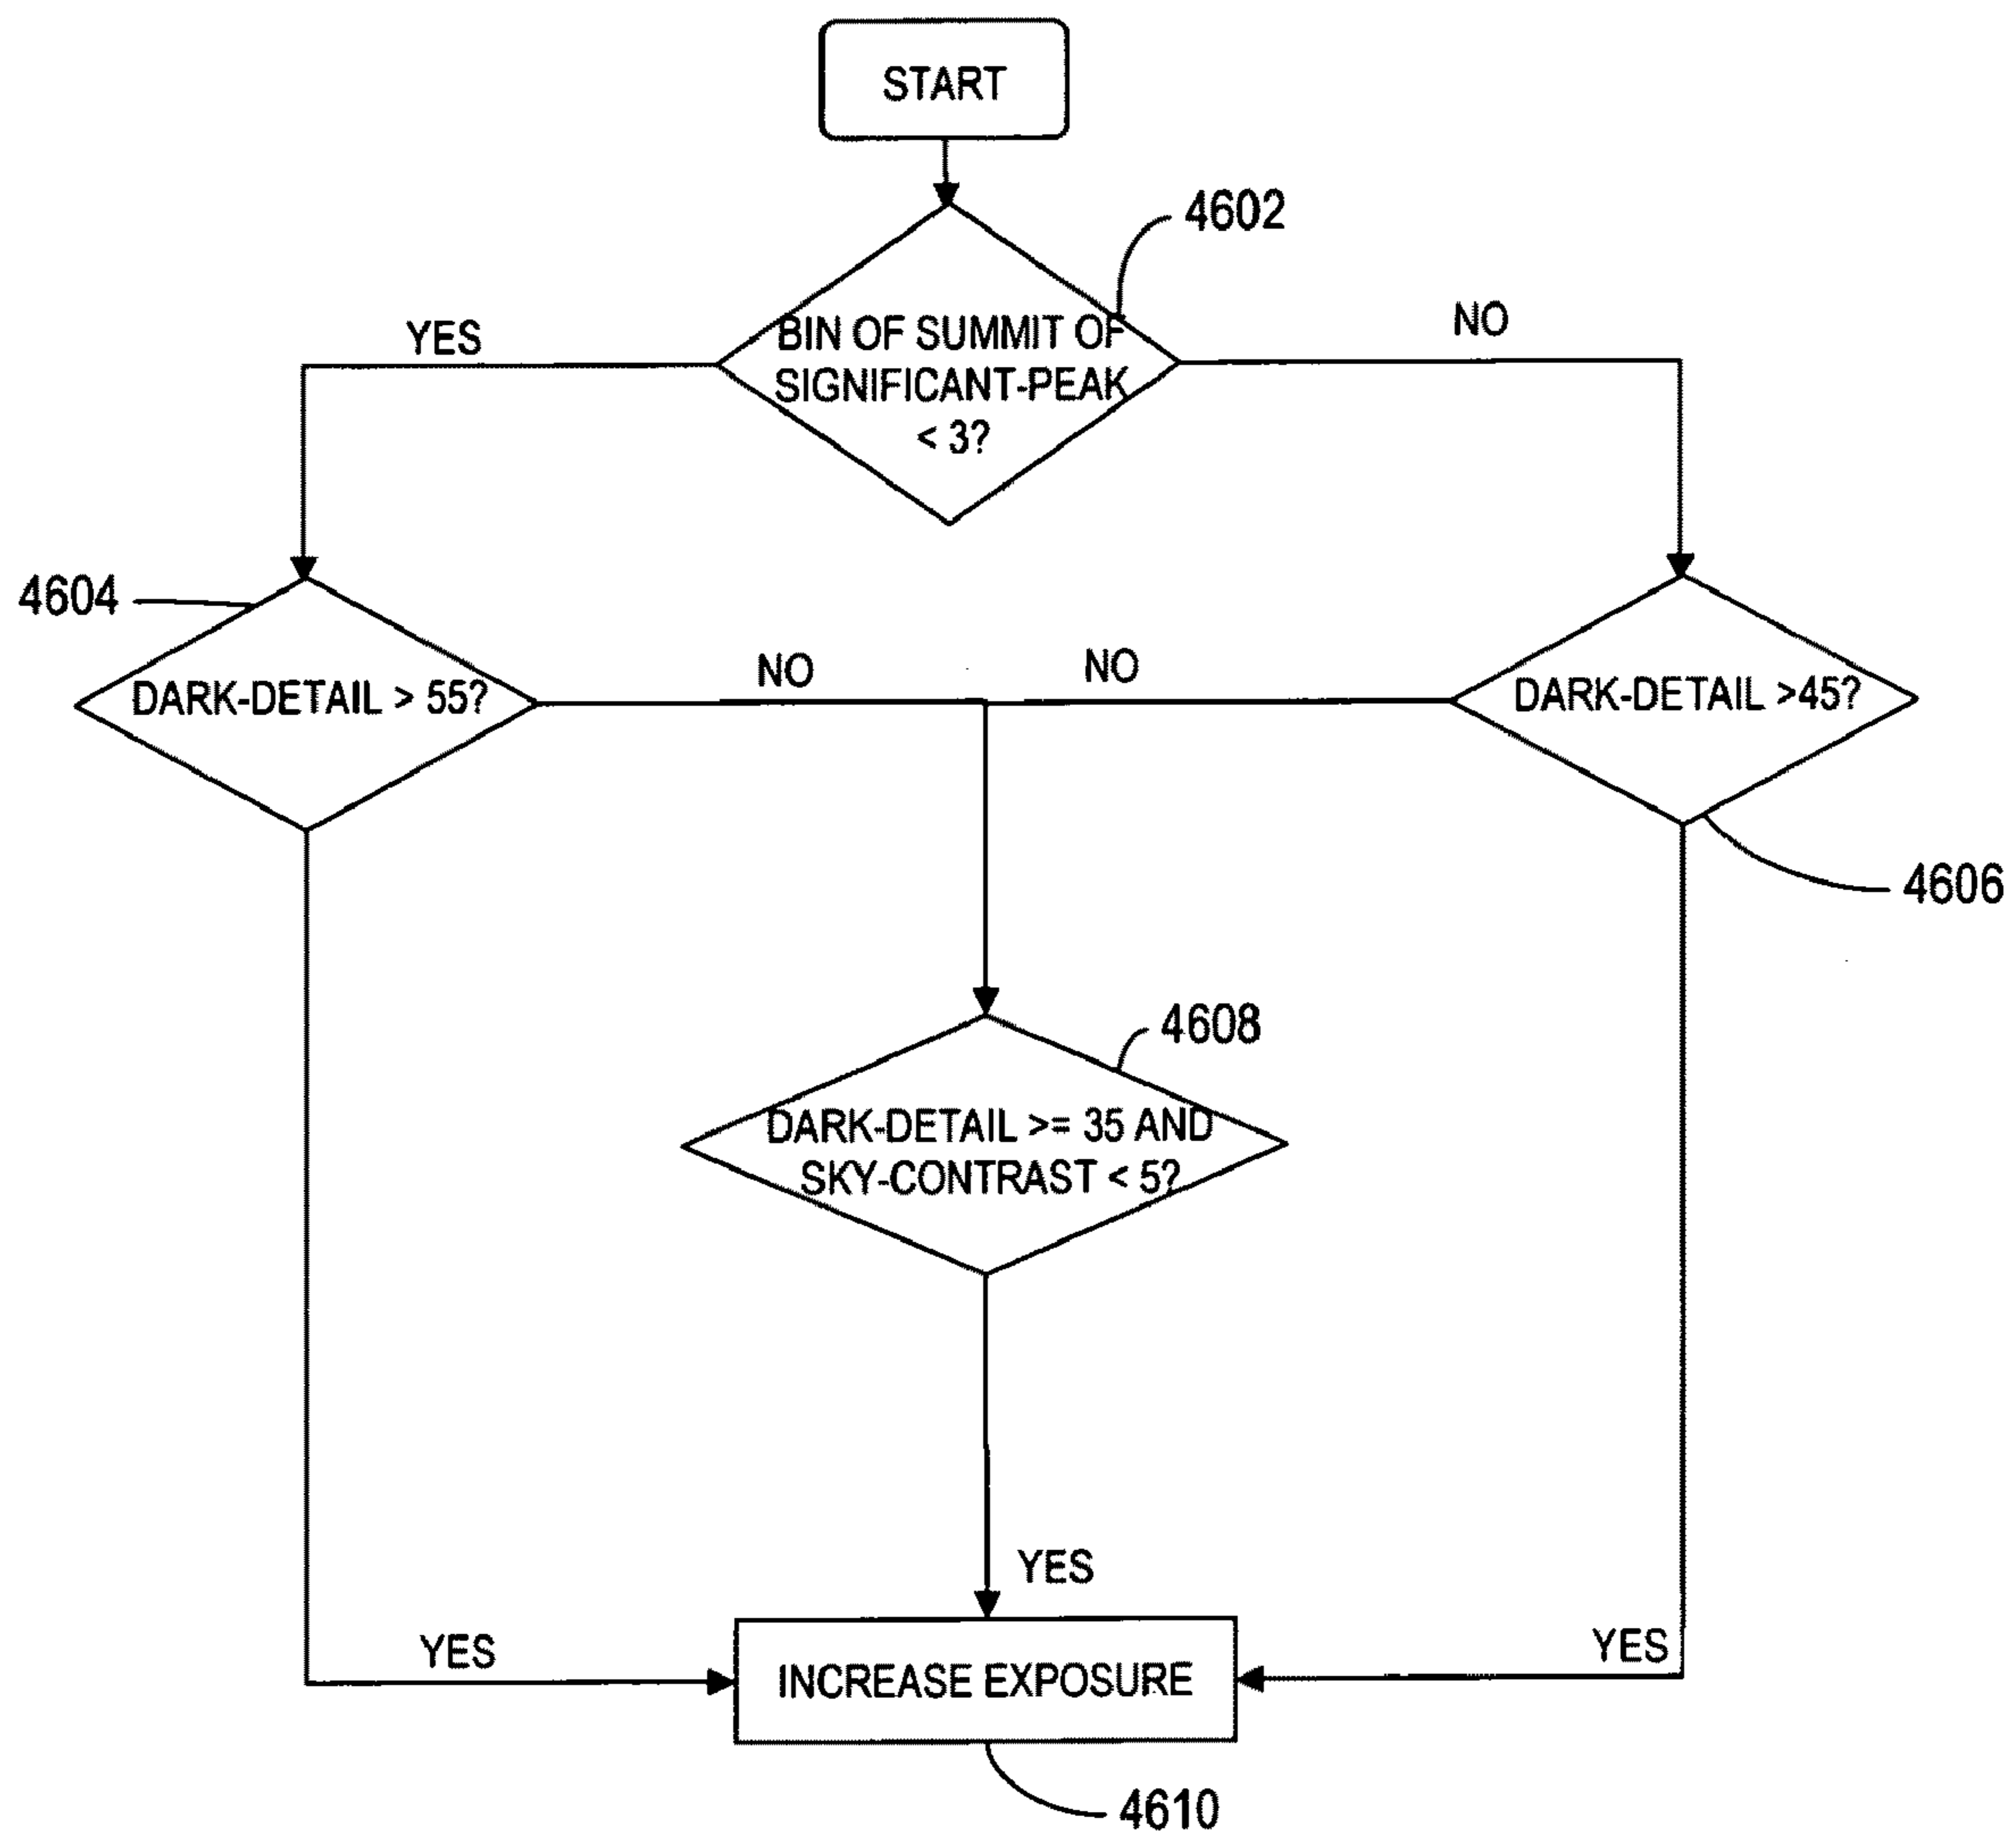 START
4602
YES
NO
BIN OF SUMMIT OF
SIGNIFICANT-PEAK
< 3?
4604
NO
NO
DARK-DETAIL > 55?
DARK-DETAIL >45?
4606
4608
DARK-DETAIL >= 35 AND
SKY-CONTRAST < 5?
YES
YES
YES
INCREASE EXPOSURE
4610